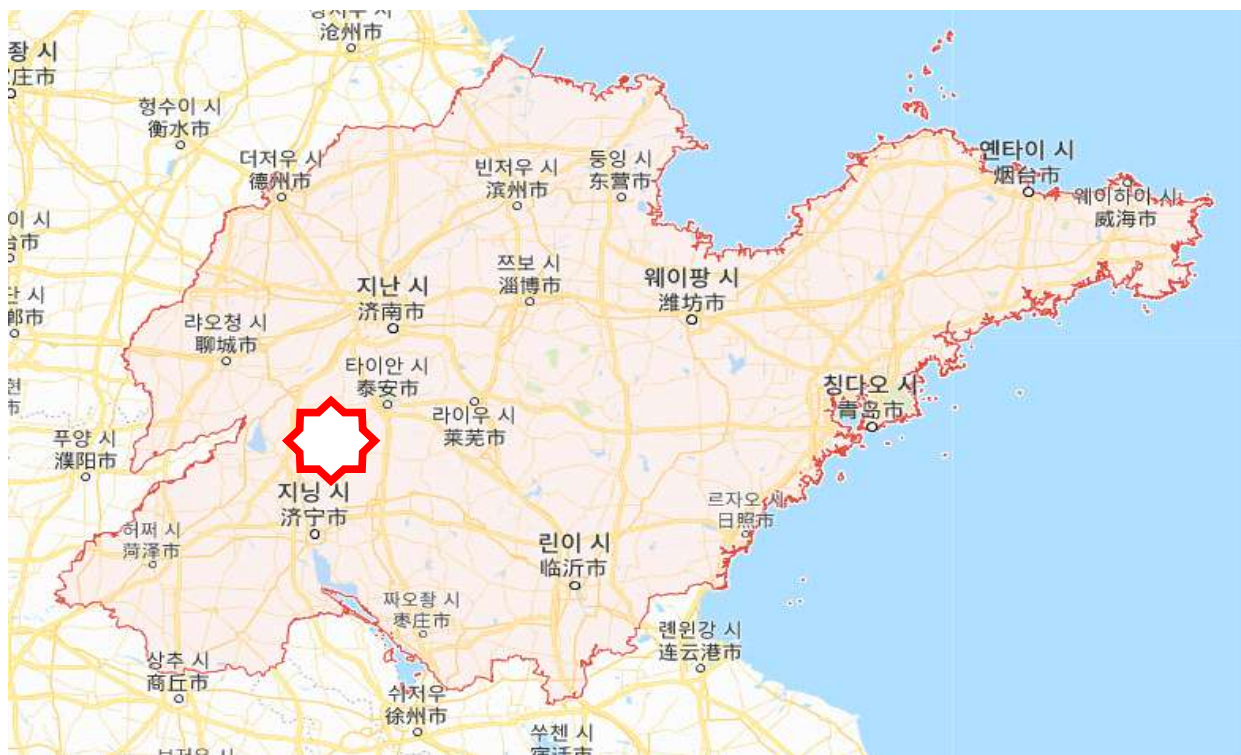 沧州市
좡 시
庄市
헝수이 시
衡水市
더저우 시
德州市
빈저우 시
滨州市
둥잉 시
东营市
옌타이 시
烟台市
웨이하이 시
威海市
이 시
台市
쯔보 시
淄博市
웨이팡 시
潍坊市
지난 시
济南市
단 시
郸市
랴오청 시
聊城市
타이안 시
泰安市
라이우 시
莱芜市
칭다오 시
青岛市
현
市
푸양 시
濮阳市
지닝 시
济宁市
르자오 시
日照市
허쩌 시
菏泽市
린이 시
临沂市
짜오좡 시
枣庄市
롄윈강 시
连云港市
상추 시
商丘市
쉬저우
徐州市
쑤첸 시
宿迁市